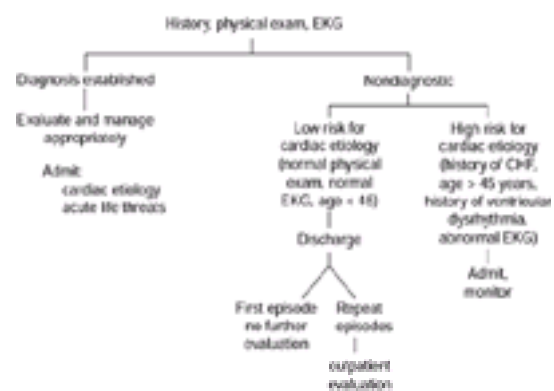 History, physical exam, EKG
Diagnosis established
Nondiagnostic
Evaluate and manage
appropriately
Admit:
cardiac etiology
acute life threats
Low risk for
cardiac etiology
(normal physical
exam, normal
EKG, age < 45)
High risk for
cardiac etiology
(history of CHF,
age > 45 years,
history of ventricular
dysrhythmia,
abnormal EKG)
Discharge
Admit,
monitor
First episode
no further
evaluation
Repeat
episodes
outpatient
evaluation